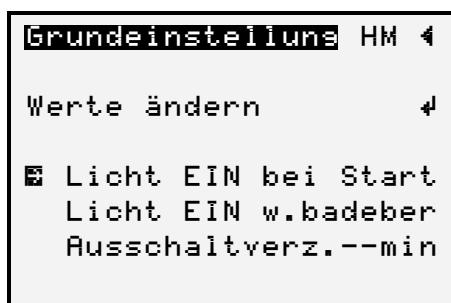 Grundeinstellung HM
Werte ändern
Licht EIN bei Start
Licht EIN w.badeber
Ausschaltverz.--min